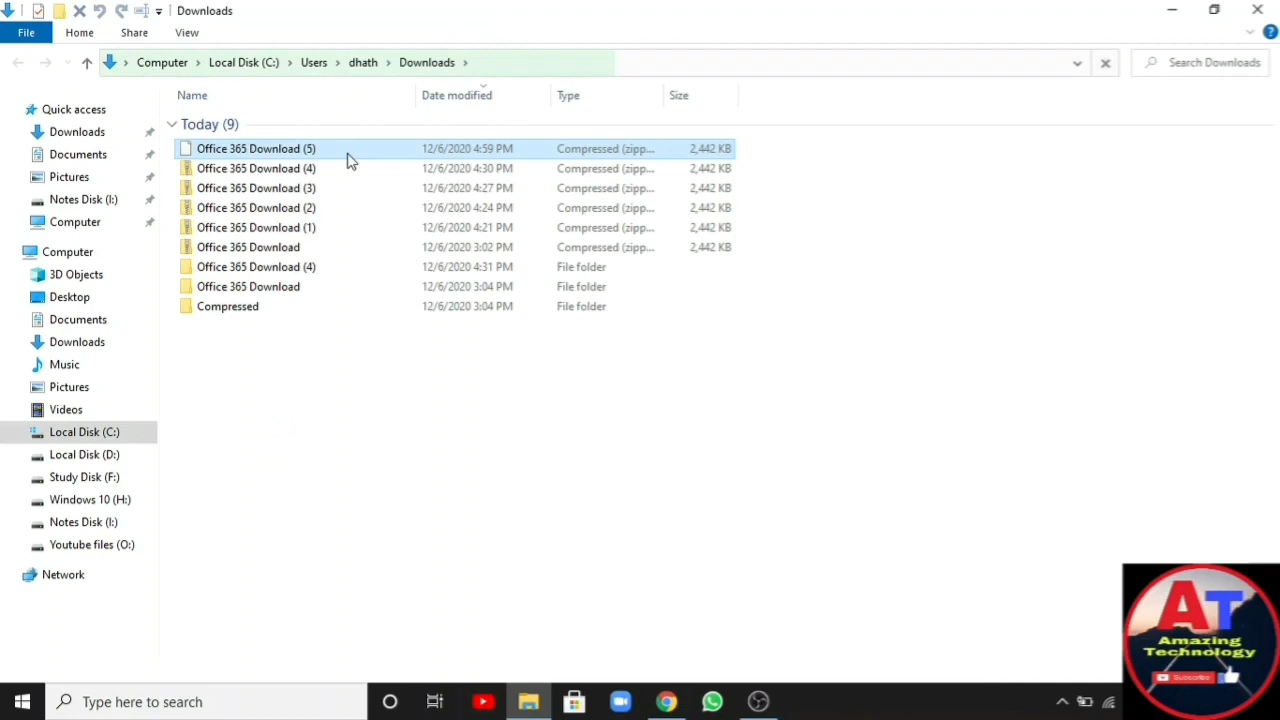 Downloads
File Home Share View
Computer Local Disk (C:) Users dhath Downloads Search Downloads
Name Date modified Type Size
Quick access
Downloads
Documents
Pictures
Notes Disk (I:)
Computer
Computer
3D Objects
Desktop
Documents
Downloads
Music
Pictures
Videos
Local Disk (C:)
Local Disk (D:)
Study Disk (F:)
Windows 10 (H:)
Notes Disk (I:)
Youtube files (O:)
Network
Today (9)
Office 365 Download (5) 12/6/2020 4:59 PM Compressed (zipp... 2,442 KB
Office 365 Download (4) 12/6/2020 4:30 PM Compressed (zipp... 2,442 KB
Office 365 Download (3) 12/6/2020 4:27 PM Compressed (zipp... 2,442 KB
Office 365 Download (2) 12/6/2020 4:24 PM Compressed (zipp... 2,442 KB
Office 365 Download (1) 12/6/2020 4:21 PM Compressed (zipp... 2,442 KB
Office 365 Download 12/6/2020 3:02 PM Compressed (zipp... 2,442 KB
Office 365 Download (4) 12/6/2020 4:31 PM File folder
Office 365 Download 12/6/2020 3:04 PM File folder
Compressed 12/6/2020 3:04 PM File folder
AT
Amazing
Technology
Subscribe
Type here to search